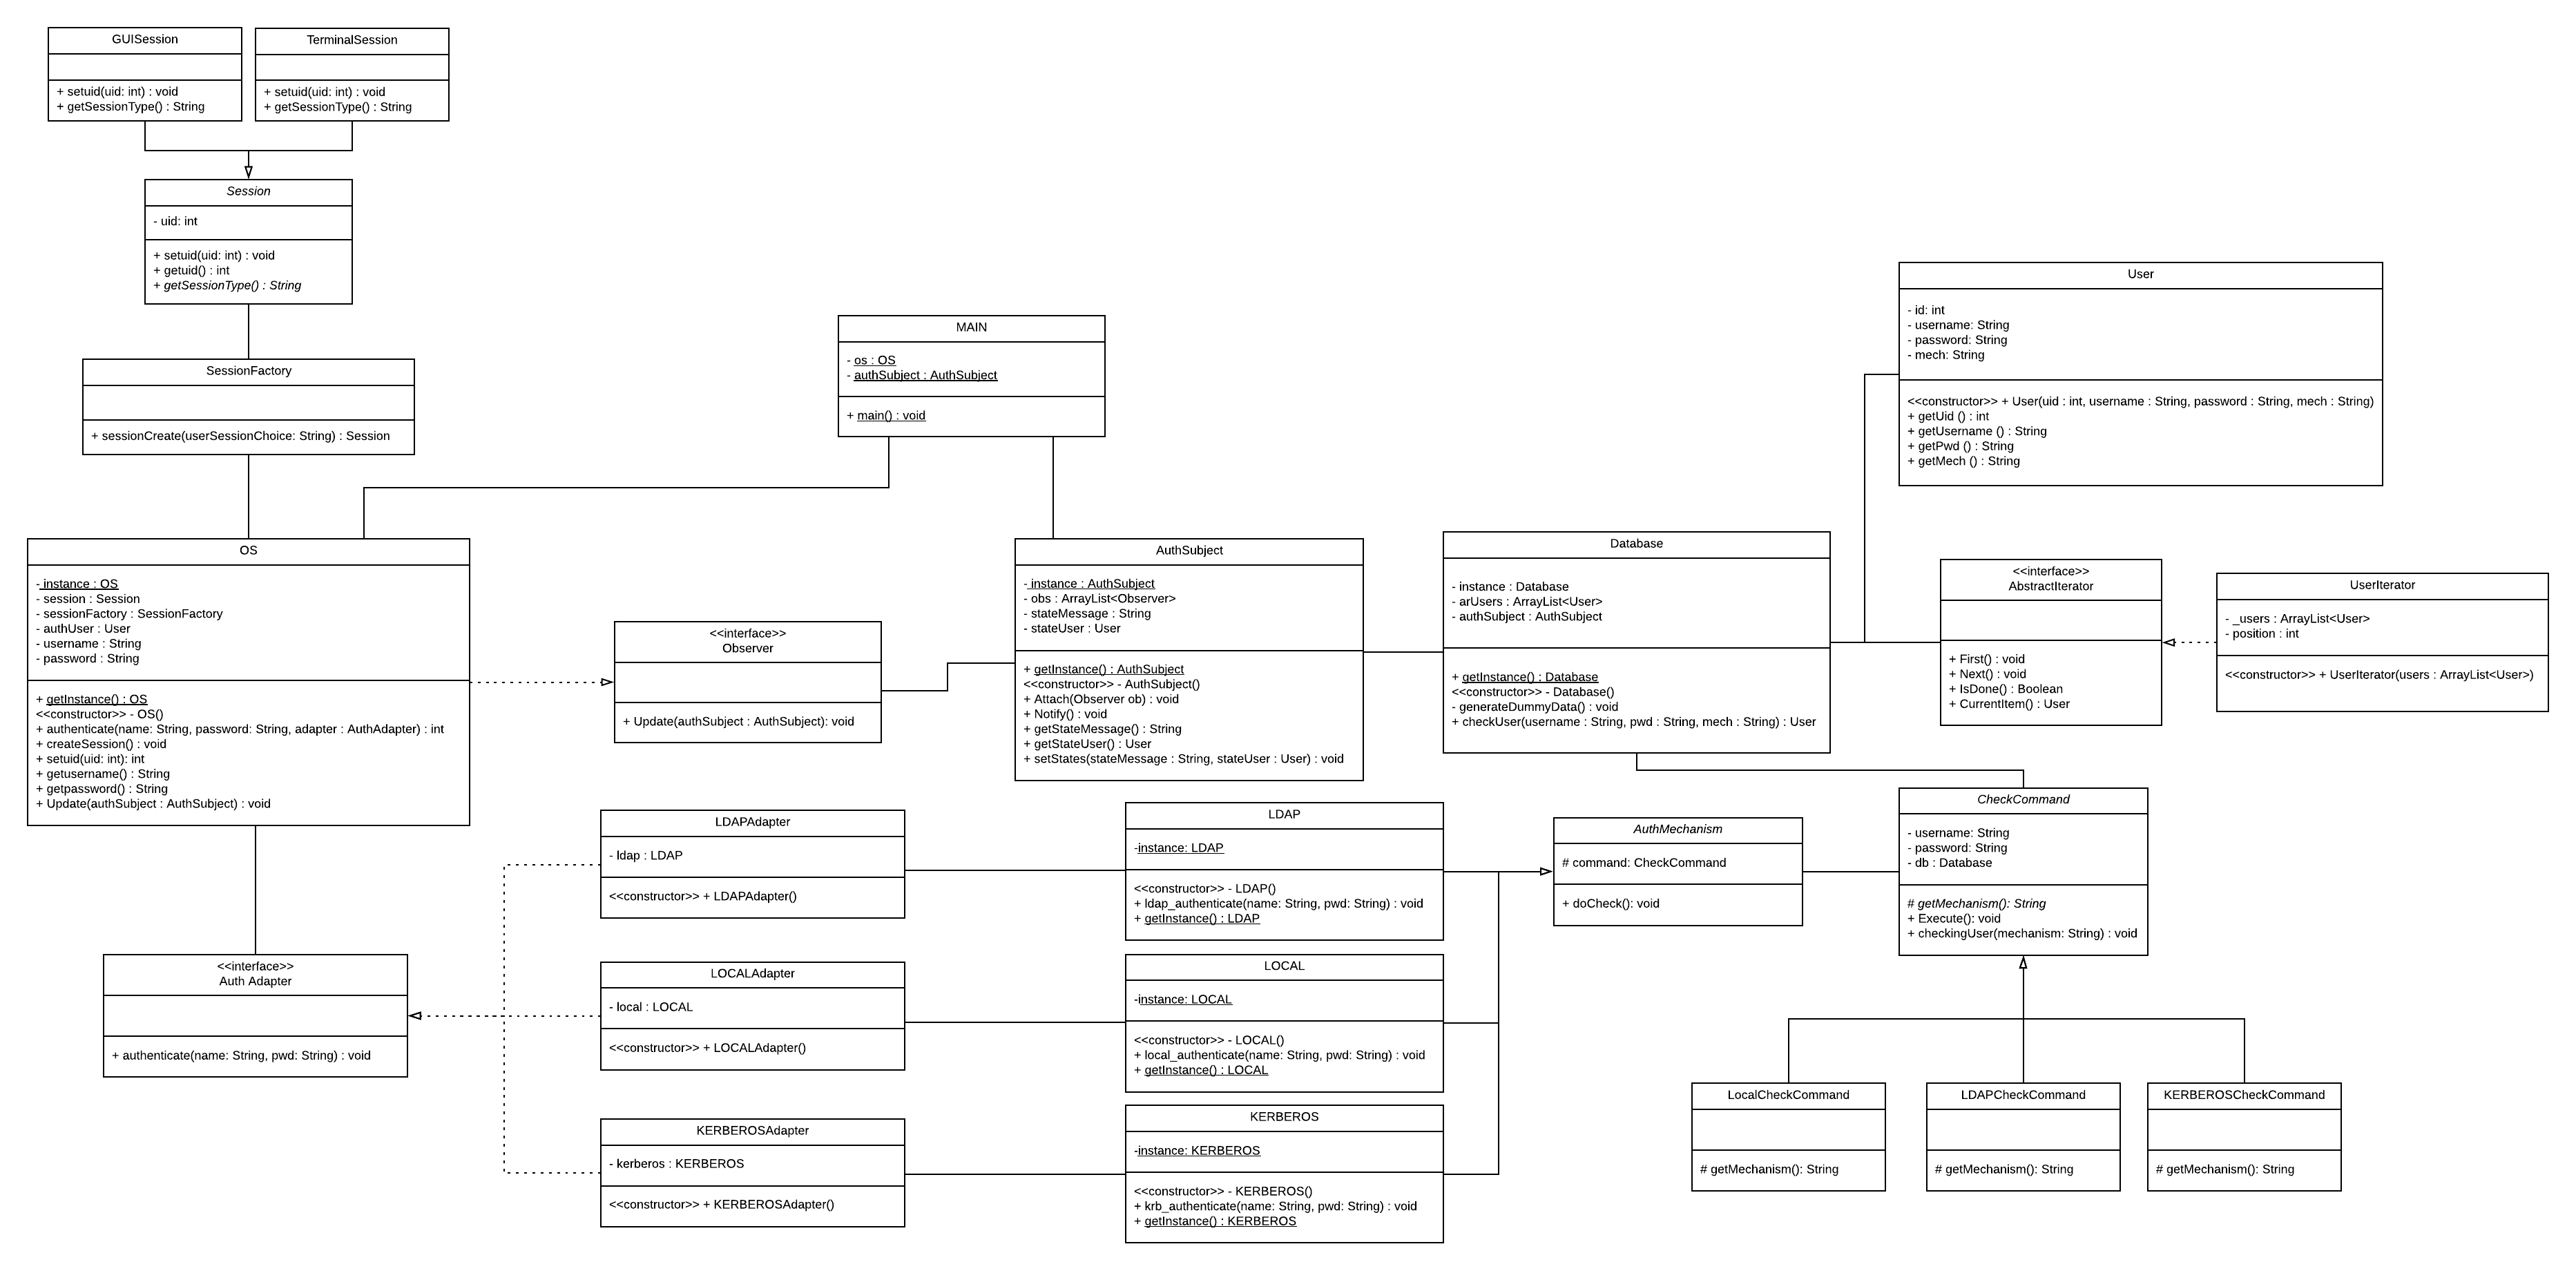 GUISession
+ setuid(uid: int) : void
+ getSessionType() : String
TerminalSession
+ setuid(uid: int) : void
+ getSessionType() : String
Session
- uid: int
+ setuid(uid: int) : void
+ getuid() : int
+ getSessionType() : String
SessionFactory
+ sessionCreate(userSessionChoice: String) : Session
MAIN
- os : OS
- authSubject : AuthSubject
+ main() : void
User
- id: int
- username: String
- password: String
- mech: String
<<constructor>> + User(uid : int, username : String, password : String, mech : String)
+ getUid () : int
+ getUsername () : String
+ getPwd () : String
+ getMech () : String
OS
- instance : OS
- session : Session
- sessionFactory : SessionFactory
- authUser : User
- username : String
- password : String
+ getInstance() : OS
<<constructor>> - OS()
+ authenticate(name: String, password: String, adapter : AuthAdapter) : int
+ createSession() : void
+ setuid(uid: int): int
+ getusername() : String
+ getpassword() : String
+ Update(authSubject : AuthSubject) : void
<<interface>>
Observer
+ Update(authSubject : AuthSubject): void
AuthSubject
- instance : AuthSubject
- obs : ArrayList<Observer>
- stateMessage : String
- stateUser : User
+ getInstance() : AuthSubject
<<constructor>> - AuthSubject()
+ Attach(Observer ob) : void
+ Notify() : void
+ getStateMessage() : String
+ getStateUser() : User
+ setStates(stateMessage : String, stateUser : User) : void
Database
- instance : Database
- arUsers : ArrayList<User>
- authSubject : AuthSubject
+ getInstance() : Database
<<constructor>> - Database()
- generateDummyData() : void
+ checkUser(username : String, pwd : String, mech : String) : User
<<interface>>
AbstractIterator
+ First() : void
+ Next() : void
+ IsDone() : Boolean
+ CurrentItem() : User
UserIterator
- _users : ArrayList<User>
- position : int
<<constructor>> + UserIterator(users : ArrayList<User>)
LDAPAdapter
- ldap : LDAP
<<constructor>> + LDAPAdapter()
LDAP
-instance: LDAP
<<constructor>> - LDAP()
+ ldap_authenticate(name: String, pwd: String) : void
+ getInstance() : LDAP
AuthMechanism
# command: CheckCommand
+ doCheck(): void
CheckCommand
- username: String
- password: String
- db : Database
# getMechanism(): String
+ Execute(): void
+ checkingUser(mechanism: String) : void
<<interface>>
Auth Adapter
+ authenticate(name: String, pwd: String) : void
LOCALAdapter
- local : LOCAL
<<constructor>> + LOCALAdapter()
LOCAL
-instance: LOCAL
<<constructor>> - LOCAL()
+ local_authenticate(name: String, pwd: String) : void
+ getInstance() : LOCAL
KERBEROSAdapter
- kerberos : KERBEROS
<<constructor>> + KERBEROSAdapter()
KERBEROS
-instance: KERBEROS
<<constructor>> - KERBEROS()
+ krb_authenticate(name: String, pwd: String) : void
+ getInstance() : KERBEROS
LocalCheckCommand
# getMechanism(): String
LDAPCheckCommand
# getMechanism(): String
KERBEROSCheckCommand
# getMechanism(): String